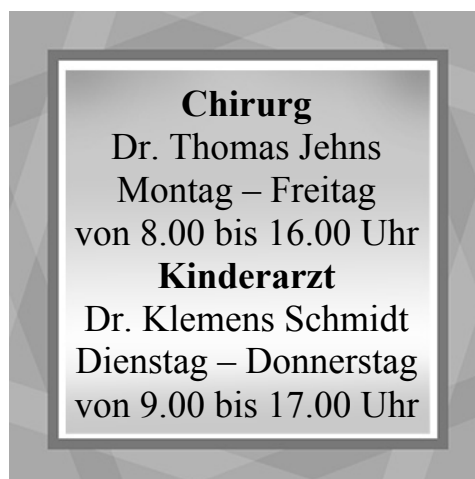 Chirurg
Dr. Thomas Jehns
Montag – Freitag
von 8.00 bis 16.00 Uhr
Kinderarzt
Dr. Klemens Schmidt
Dienstag – Donnerstag
von 9.00 bis 17.00 Uhr